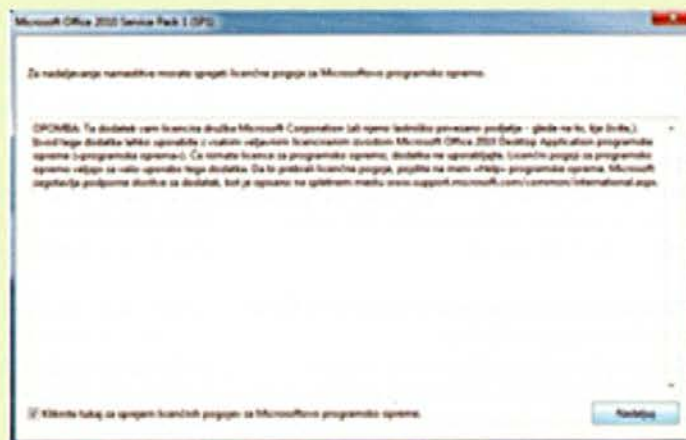 Microsoft Office 2010 Service Pack 1 (SP1)
Za nadaljevanje namestitve morate sprejeti licenčne pogoje za Microsoftovo programsko opremo.
OPOMBA: Ta dodatek vam licencira družba Microsoft Corporation (ali njeno lastniško povezano podjetje - glede na to, kje živite.).
Izvod tega dodatka lahko uporabite z vsakim veljavnim licenciranim izvodom Microsoft Office 2010 Desktop Application programske
opreme (»programska oprema«). Če nimate licence za programsko opremo, dodatka ne uporabljajte. Licenčni pogoji za programsko
opremo veljajo za vašo uporabo tega dodatka. Da bi prebrali licenčne pogoje, pojdite na meni »Help« programske opreme. Microsoft
zagotavlja podporne storitve za dodatek, kot je opisano na spletnem mestu www.support.microsoft.com/common/international.aspx.
Kliknite tukaj za sprejem licenčnih pogojev za Microsoftovo programsko opremo.
Nadaljuj